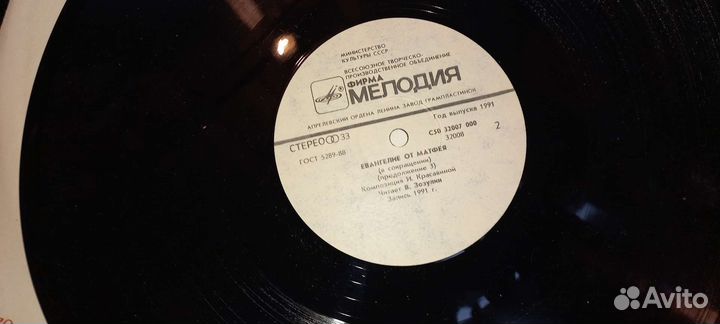 МИНИСТЕРСТВО
КУЛЬТУРЫ СССР
ВСЕСОЮЗНОЕ ТВОРЧЕСКО-
ПРОИЗВОДСТВЕННОЕ ОБЪЕДИНЕНИЕ
ФИРМА
МЕЛОДИЯ
АПРЕЛЕВСКИЙ ОРДЕНА ЛЕНИНА ЗАВОД ГРАМПЛАСТИНОК
СТЕРЕО 33
Год выпуска 1991
ГОСТ 5289-88
С50 32007 000
32008
2
ЕВАНГЕЛИЕ ОТ МАТФЕЯ
(в сокращении)
(продолжение 3)
Композиция И. Красавиной
Читает В. Зозулин
Запись 1991 г.
Avito